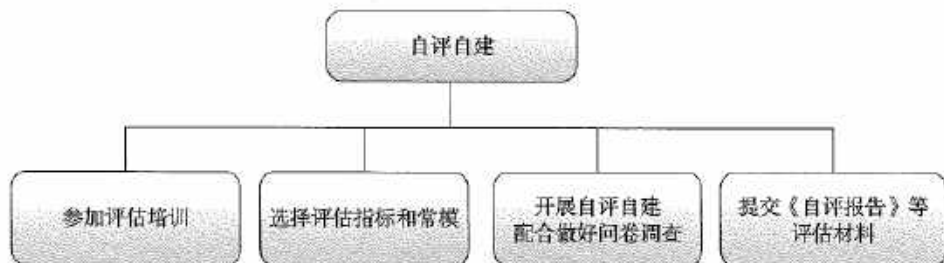 自评自建
参加评估培训
选择评估指标和常模
开展自评自建
配合做好问卷调查
提交《自评报告》等
评估材料